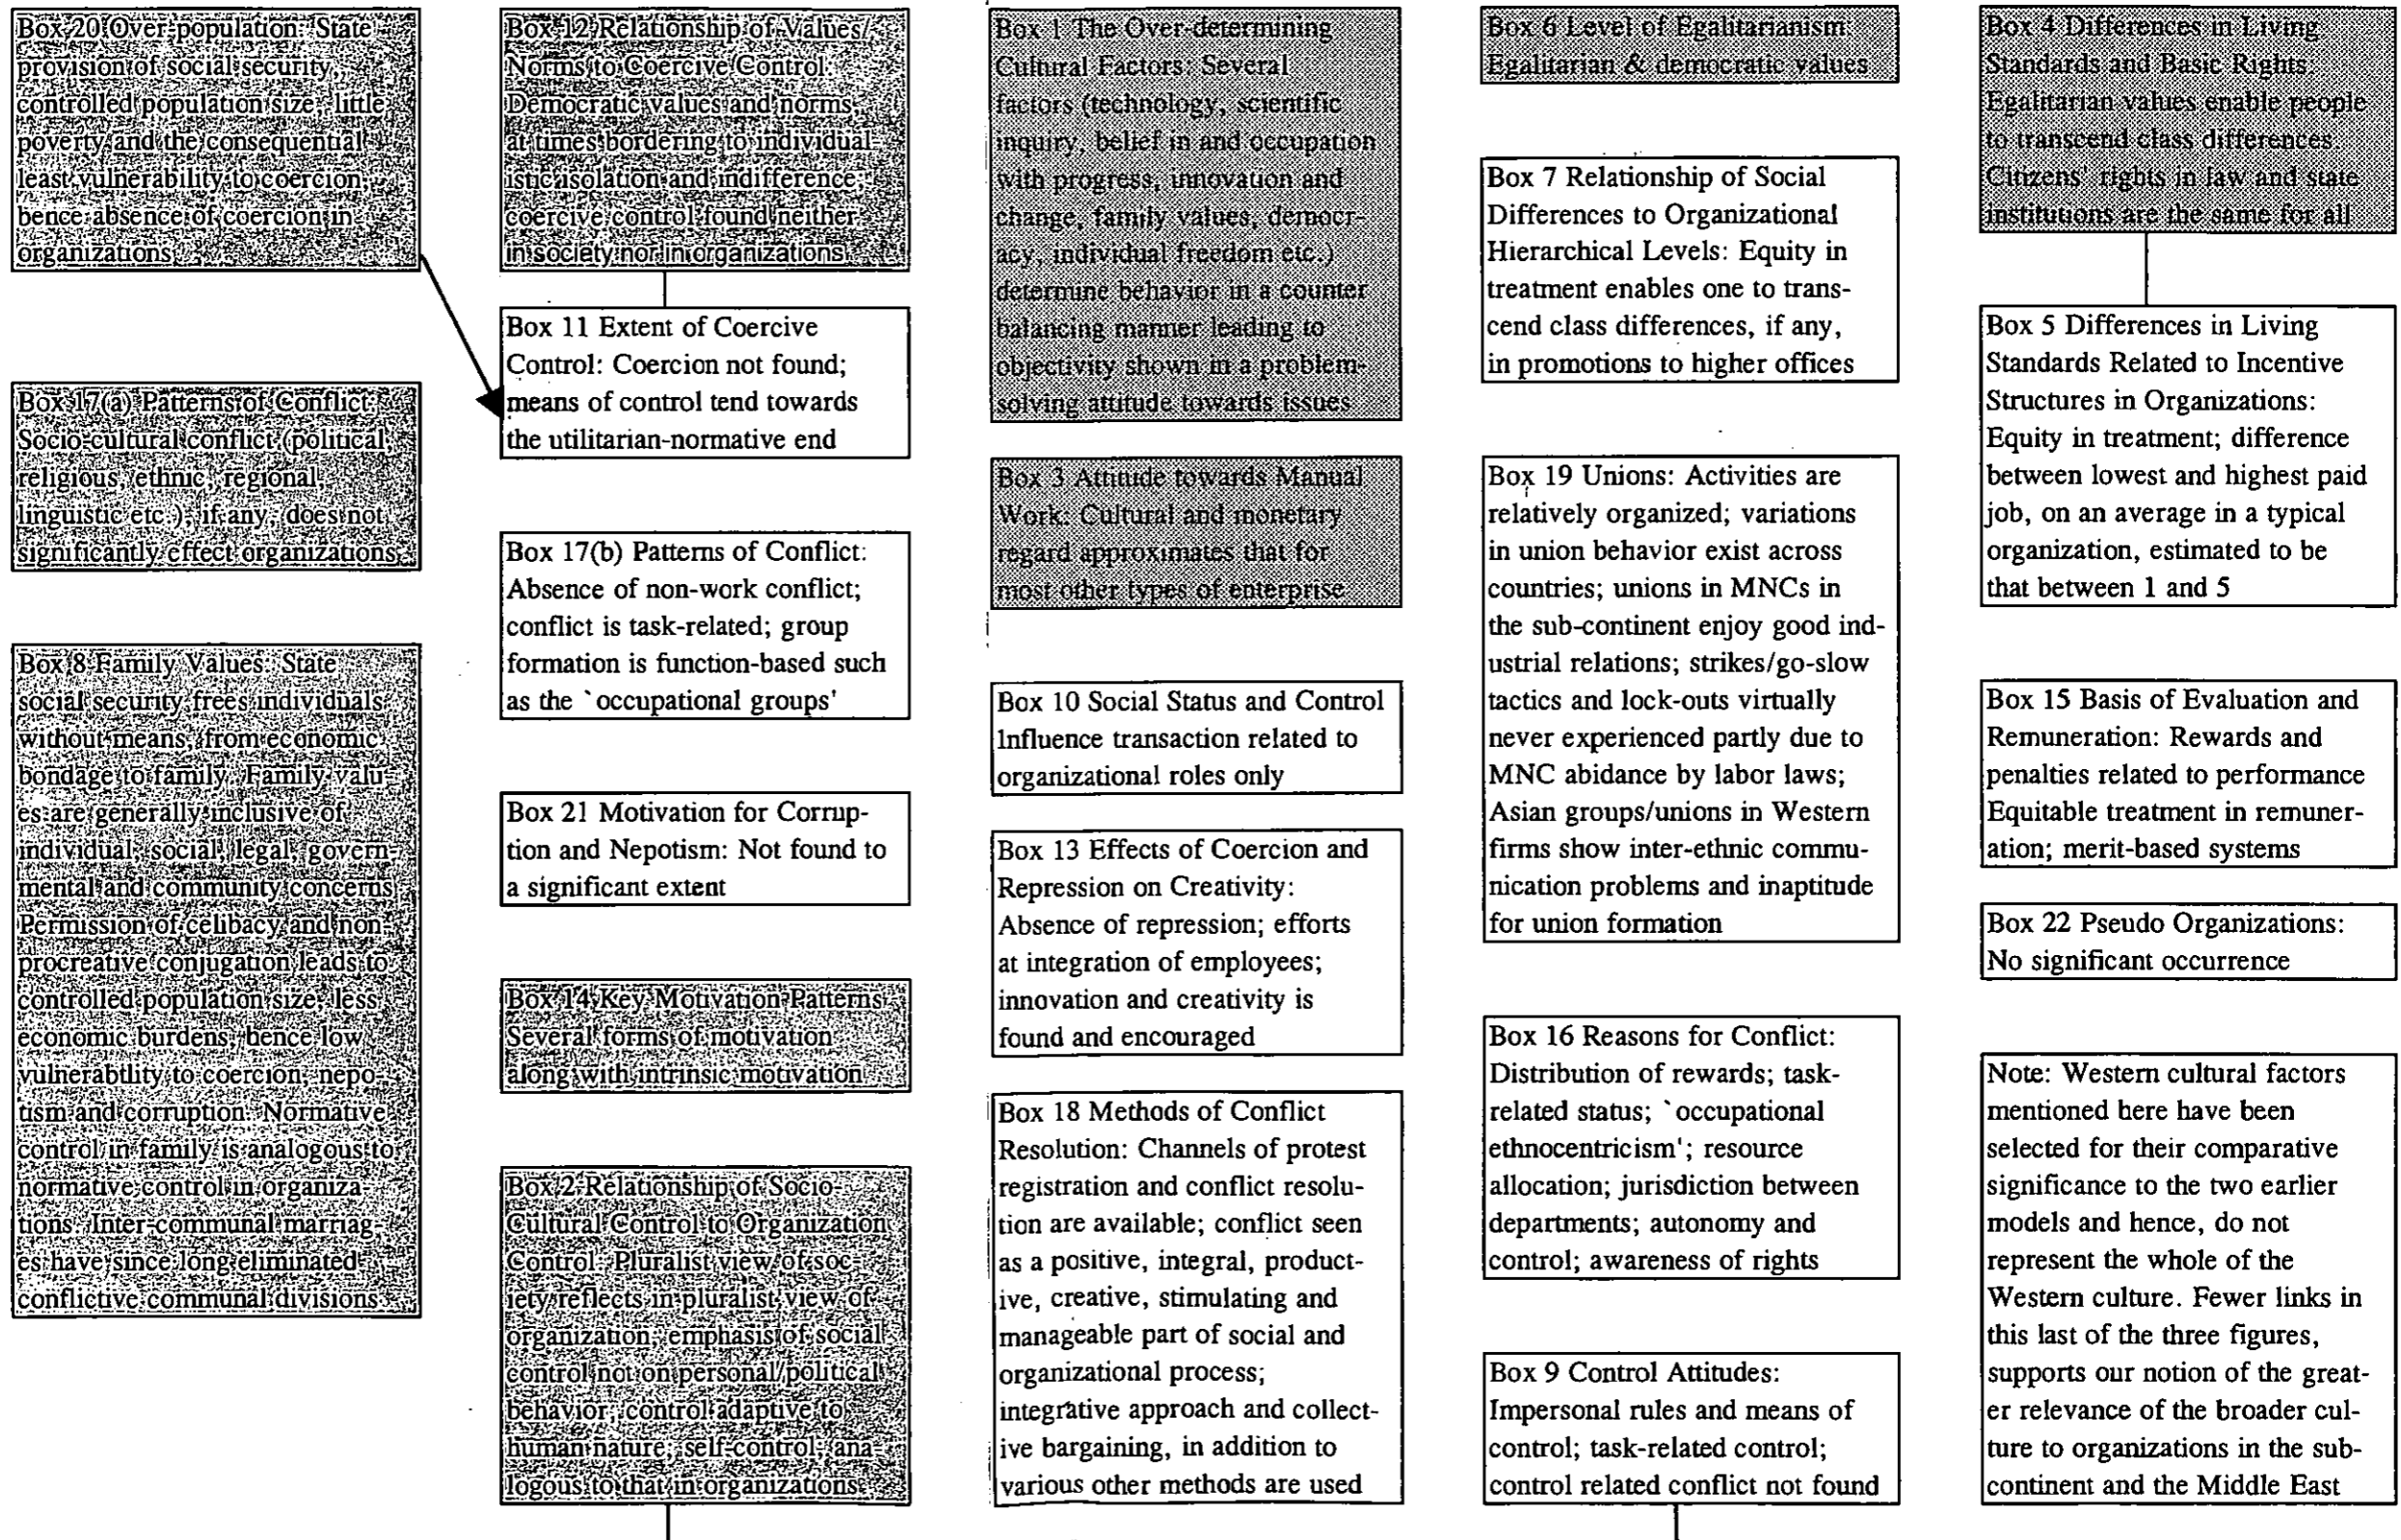 Box 20 Over-population: State
provision of social security,
controlled population size, little
poverty and the consequential
least vulnerability to coercion,
hence absence of coercion in
organizations
Box 17(a) Patterns of Conflict:
Socio-cultural conflict (political,
religious, ethnic, regional,
linguistic etc.), if any, does not
significantly effect organizations
Box 8 Family Values: State
social security frees individuals
without means, from economic
bondage to family. Family valu-
es are generally inclusive of
individual, social, legal, govern-
mental and community concerns
Permission of celibacy and non-
procreative conjugation leads to
controlled population size, less
economic burdens, hence low
vulnerability to coercion, nepo-
tism and corruption. Normative
control in family is analogous to
normative control in organiza-
tions. Inter-communal marriag-
es have since long eliminated
conflictive communal divisions
Box 12 Relationship of Values/
Norms to Coercive Control:
Democratic values and norms,
at times bordering to individual-
istic isolation and indifference;
coercive control found neither
in society nor in organizations
Box 11 Extent of Coercive
Control: Coercion not found;
means of control tend towards
the utilitarian-normative end
Box 17(b) Patterns of Conflict:
Absence of non-work conflict;
conflict is task-related; group
formation is function-based such
as the `occupational groups'
Box 21 Motivation for Corrup-
tion and Nepotism: Not found to
a significant extent
Box 14 Key Motivation Patterns
Several forms of motivation
along with intrinsic motivation
Box 2 Relationship of Socio-
Cultural Control to Organization
Control: Pluralist view of soc-
iety reflects in pluralist view of
organization; emphasis of social
control not on personal/political
behavior; control adaptive to
human nature; self-control, ana-
logous to that in organizations
Box 1 The Over-determining
Cultural Factors: Several
factors (technology, scientific
inquiry, belief in and occupation
with progress, innovation and
change, family values, democr-
acy, individual freedom etc.)
determine behavior in a counter
balancing manner leading to
objectivity shown in a problem-
solving attitude towards issues
Box 3 Attitude towards Manual
Work: Cultural and monetary
regard approximates that for
most other types of enterprise
Box 10 Social Status and Control
Influence transaction related to
organizational roles only
Box 13 Effects of Coercion and
Repression on Creativity:
Absence of repression; efforts
at integration of employees;
innovation and creativity is
found and encouraged
Box 18 Methods of Conflict
Resolution: Channels of protest
registration and conflict resolu-
tion are available; conflict seen
as a positive, integral, product-
ive, creative, stimulating and
manageable part of social and
organizational process;
integrative approach and collect-
ive bargaining, in addition to
various other methods are used
Box 6 Level of Egalitarianism:
Egalitarian & democratic values
Box 7 Relationship of Social
Differences to Organizational
Hierarchical Levels: Equity in
treatment enables one to trans-
cend class differences, if any,
in promotions to higher offices
Box 19 Unions: Activities are
relatively organized; variations
in union behavior exist across
countries; unions in MNCs in
the sub-continent enjoy good ind-
ustrial relations; strikes/go-slow
tactics and lock-outs virtually
never experienced partly due to
MNC abidance by labor laws;
Asian groups/unions in Western
firms show inter-ethnic commu-
nication problems and inaptitude
for union formation
Box 16 Reasons for Conflict:
Distribution of rewards; task-
related status; `occupational
ethnocentricism'; resource
allocation; jurisdiction between
departments; autonomy and
control; awareness of rights
Box 9 Control Attitudes:
Impersonal rules and means of
control; task-related control;
control related conflict not found
Box 4 Differences in Living
Standards and Basic Rights:
Egalitarian values enable people
to transcend class differences.
Citizens' rights in law and state
institutions are the same for all
Box 5 Differences in Living
Standards Related to Incentive
Structures in Organizations:
Equity in treatment; difference
between lowest and highest paid
job, on an average in a typical
organization, estimated to be
that between 1 and 5
Box 15 Basis of Evaluation and
Remuneration: Rewards and
penalties related to performance
Equitable treatment in remuner-
ation; merit-based systems
Box 22 Pseudo Organizations:
No significant occurrence
Note: Western cultural factors
mentioned here have been
selected for their comparative
significance to the two earlier
models and hence, do not
represent the whole of the
Western culture. Fewer links in
this last of the three figures,
supports our notion of the great-
er relevance of the broader cul-
ture to organizations in the sub-
continent and the Middle East